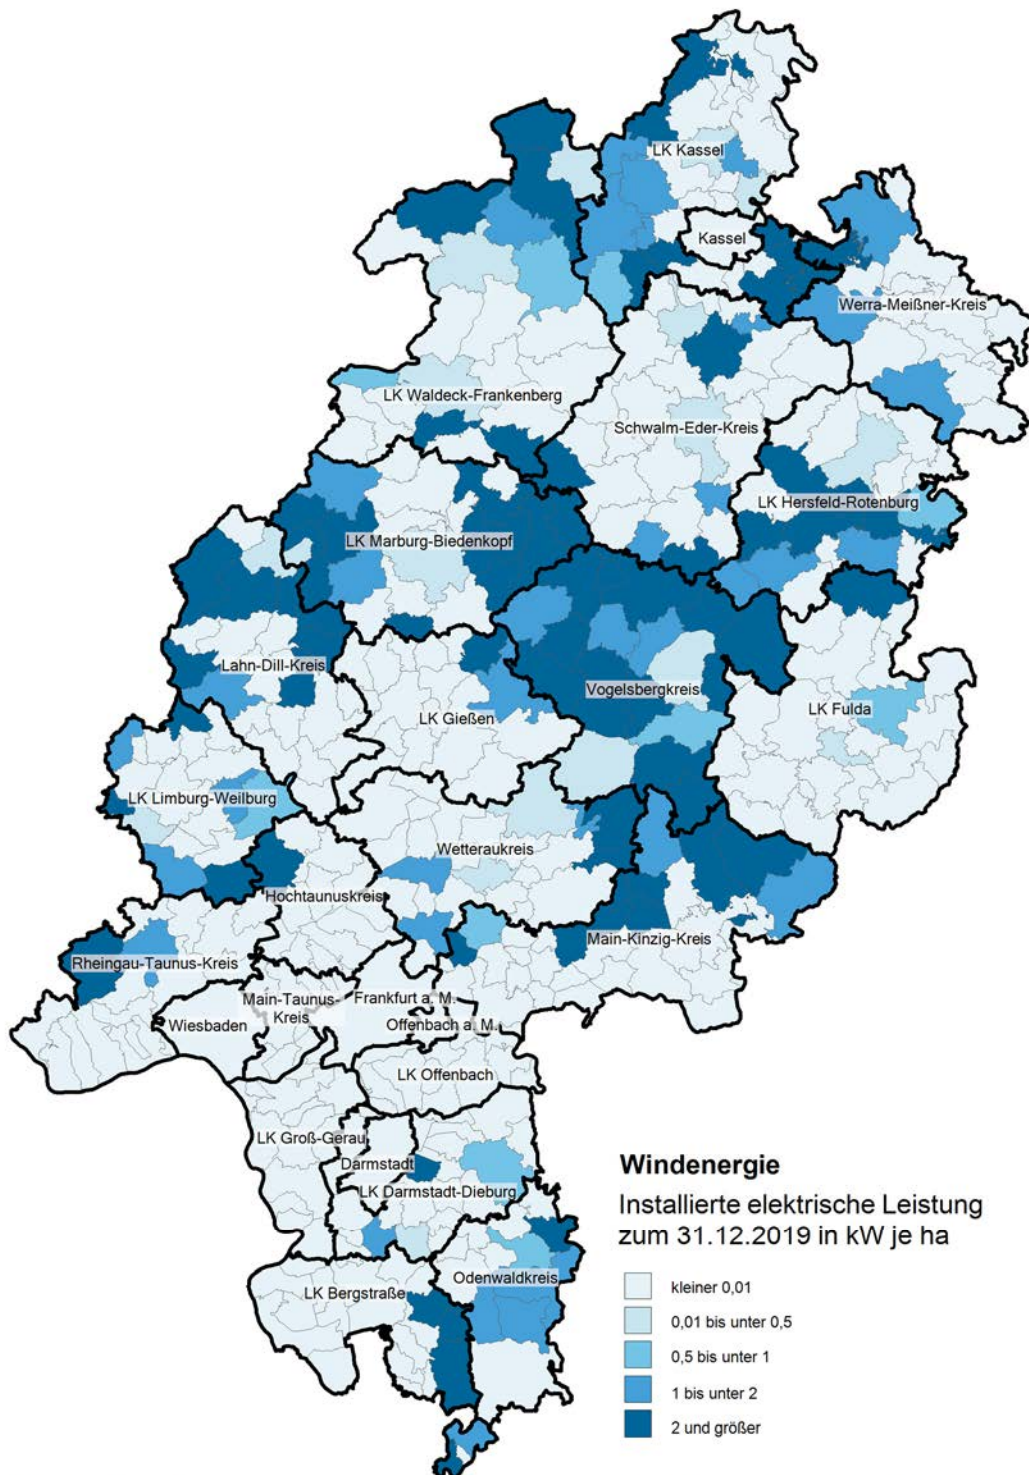 LK Kassel
Kassel
Werra-Meißner-Kreis
LK Waldeck-Frankenberg
Schwalm-Eder-Kreis
LK Hersfeld-Rotenburg
LK Marburg-Biedenkopf
Lahn-Dill-Kreis
Vogelsbergkreis
LK Gießen
LK Fulda
LK Limburg-Weilburg
Wetteraukreis
Hochtaunuskreis
Main-Kinzig-Kreis
Rheingau-Taunus-Kreis
Main-Taunus-
Kreis
Frankfurt a. M.
Wiesbaden
Offenbach a. M.
LK Offenbach
LK Groß-Gerau
Darmstadt
LK Darmstadt-Dieburg
Odenwaldkreis
LK Bergstraße
Windenergie
Installierte elektrische Leistung
zum 31.12.2019 in kW je ha
kleiner 0,01
0,01 bis unter 0,5
0,5 bis unter 1
1 bis unter 2
2 und größer